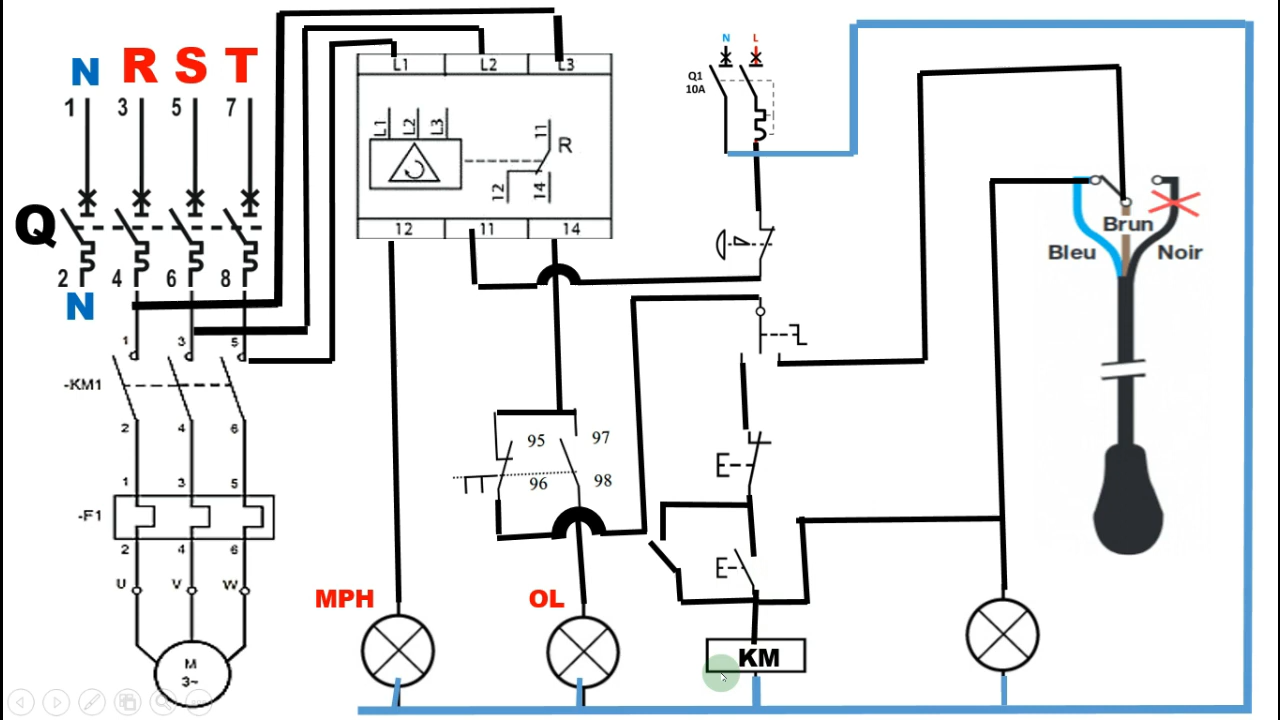 N R S T
1 3 5 7
Q
2 4 6 8
N
1 3 5
-KM1
2 4 6
1 3 5
-F1
2 4 6
U V W
M
3~
L1 L2 L3
L1 L2 L3
11
R
12 14
12 11 14
95 97
96 98
MPH
OL
N L
Q1
10A
E
E
KM
Brun
Bleu Noir